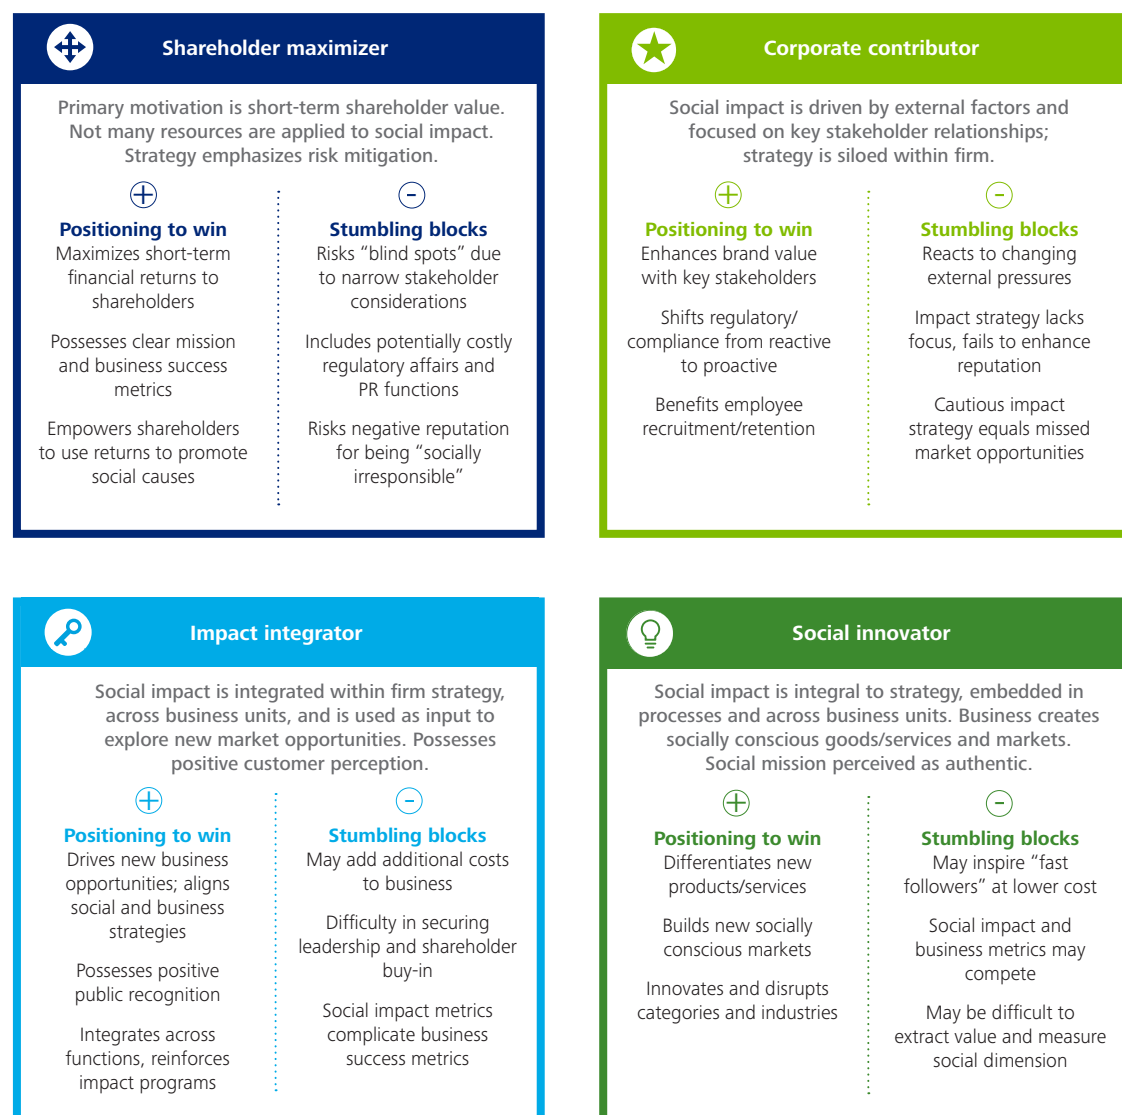 Shareholder maximizer
Primary motivation is short-term shareholder value.
Not many resources are applied to social impact.
Strategy emphasizes risk mitigation.
Positioning to win
Maximizes short-term
financial returns to
shareholders
Possesses clear mission
and business success
metrics
Empowers shareholders
to use returns to promote
social causes
Stumbling blocks
Risks “blind spots” due
to narrow stakeholder
considerations
Includes potentially costly
regulatory affairs and
PR functions
Risks negative reputation
for being “socially
irresponsible”
Corporate contributor
Social impact is driven by external factors and
focused on key stakeholder relationships;
strategy is siloed within firm.
Positioning to win
Enhances brand value
with key stakeholders
Shifts regulatory/
compliance from reactive
to proactive
Benefits employee
recruitment/retention
Stumbling blocks
Reacts to changing
external pressures
Impact strategy lacks
focus, fails to enhance
reputation
Cautious impact
strategy equals missed
market opportunities
Impact integrator
Social impact is integrated within firm strategy,
across business units, and is used as input to
explore new market opportunities. Possesses
positive customer perception.
Positioning to win
Drives new business
opportunities; aligns
social and business
strategies
Possesses positive
public recognition
Integrates across
functions, reinforces
impact programs
Stumbling blocks
May add additional costs
to business
Difficulty in securing
leadership and shareholder
buy-in
Social impact metrics
complicate business
success metrics
Social innovator
Social impact is integral to strategy, embedded in
processes and across business units. Business creates
socially conscious goods/services and markets.
Social mission perceived as authentic.
Positioning to win
Differentiates new
products/services
Builds new socially
conscious markets
Innovates and disrupts
categories and industries
Stumbling blocks
May inspire “fast
followers” at lower cost
Social impact and
business metrics may
compete
May be difficult to
extract value and measure
social dimension